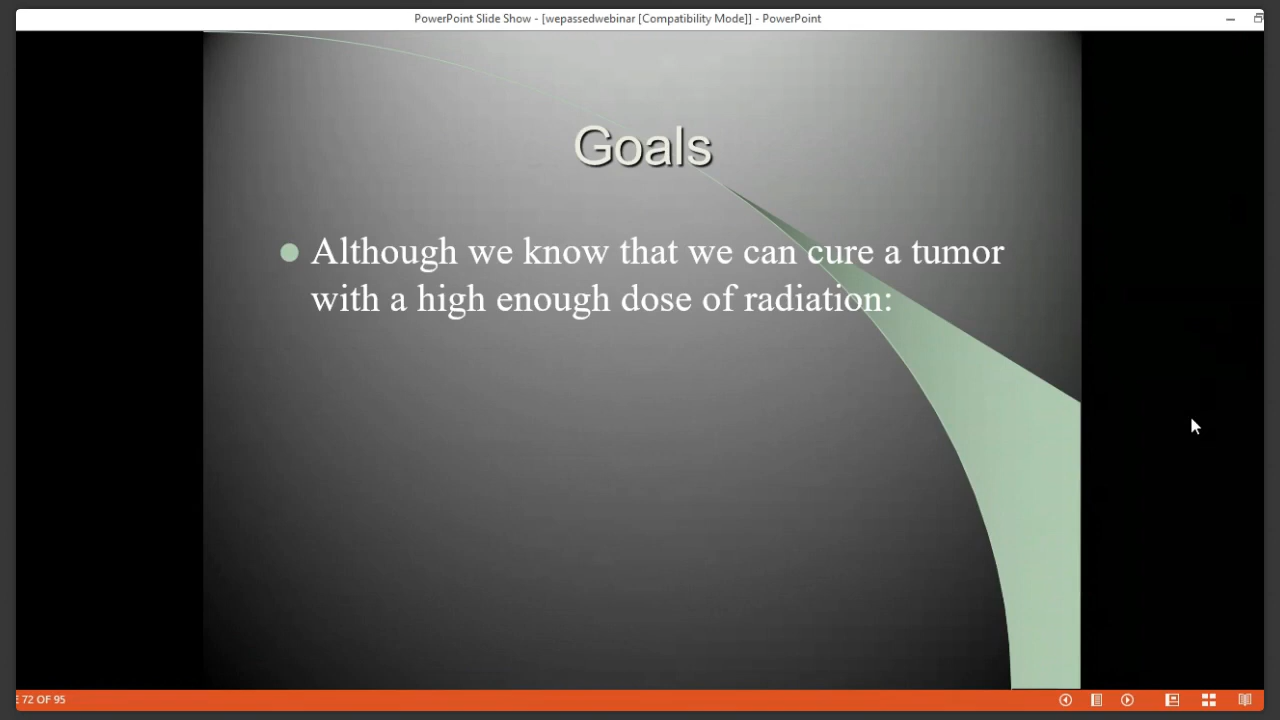 PowerPoint Slide Show - [wepassedwebinar [Compatibility Mode]] - PowerPoint
Goals
Although we know that we can cure a tumor
with a high enough dose of radiation:
E 72 OF 95